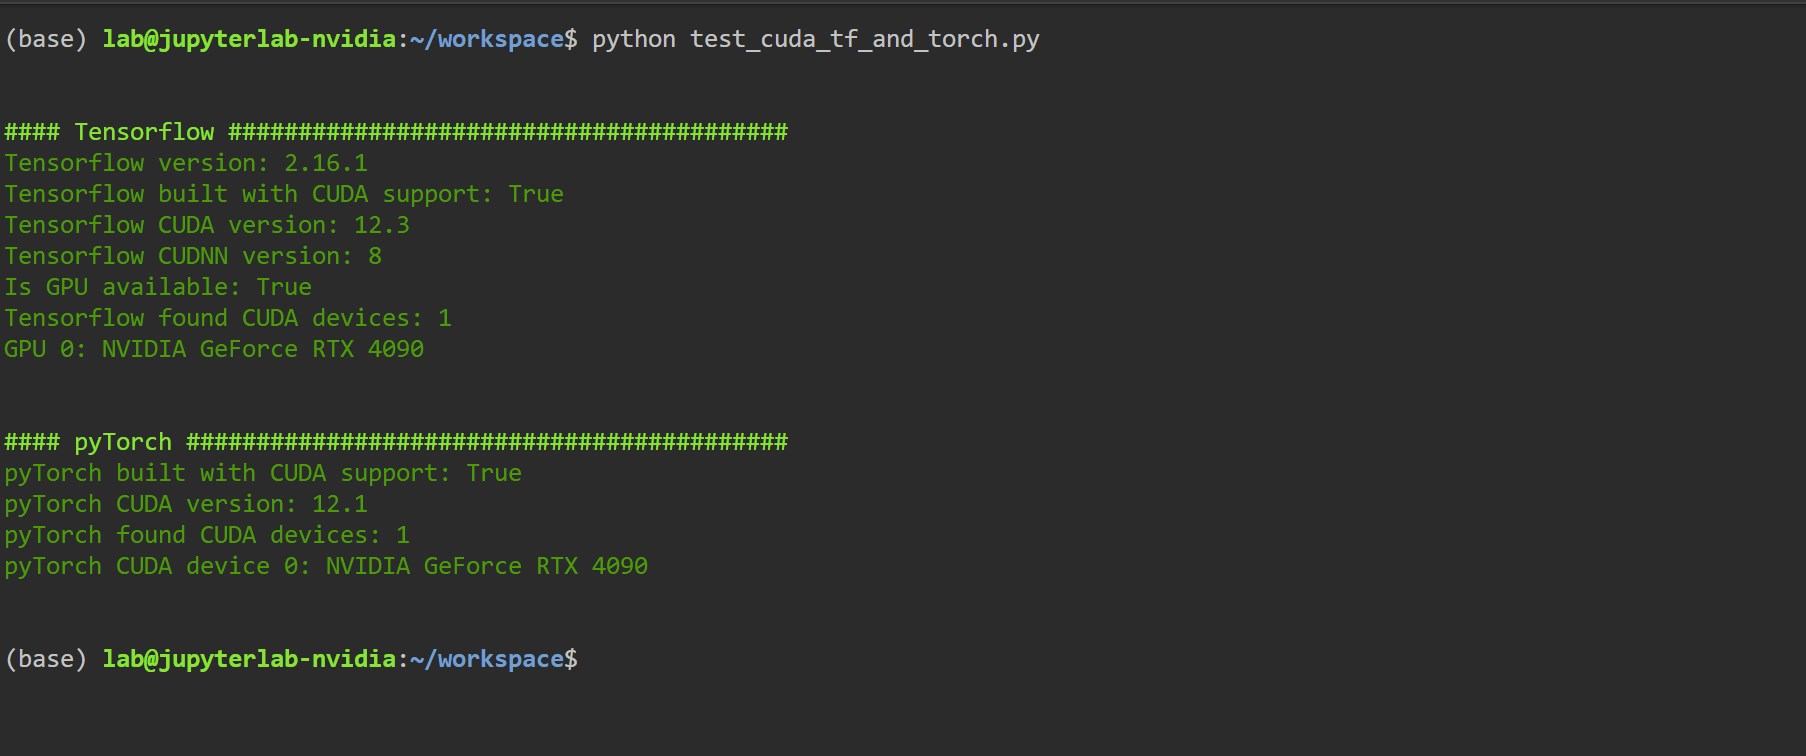 (base) lab@jupyterlab-nvidia:~/workspace$ python test_cuda_tf_and_torch.py
#### Tensorflow ########################################
Tensorflow version: 2.16.1
Tensorflow built with CUDA support: True
Tensorflow CUDA version: 12.3
Tensorflow CUDNN version: 8
Is GPU available: True
Tensorflow found CUDA devices: 1
GPU 0: NVIDIA GeForce RTX 4090
#### pyTorch ###########################################
pyTorch built with CUDA support: True
pyTorch CUDA version: 12.1
pyTorch found CUDA devices: 1
pyTorch CUDA device 0: NVIDIA GeForce RTX 4090
(base) lab@jupyterlab-nvidia:~/workspace$